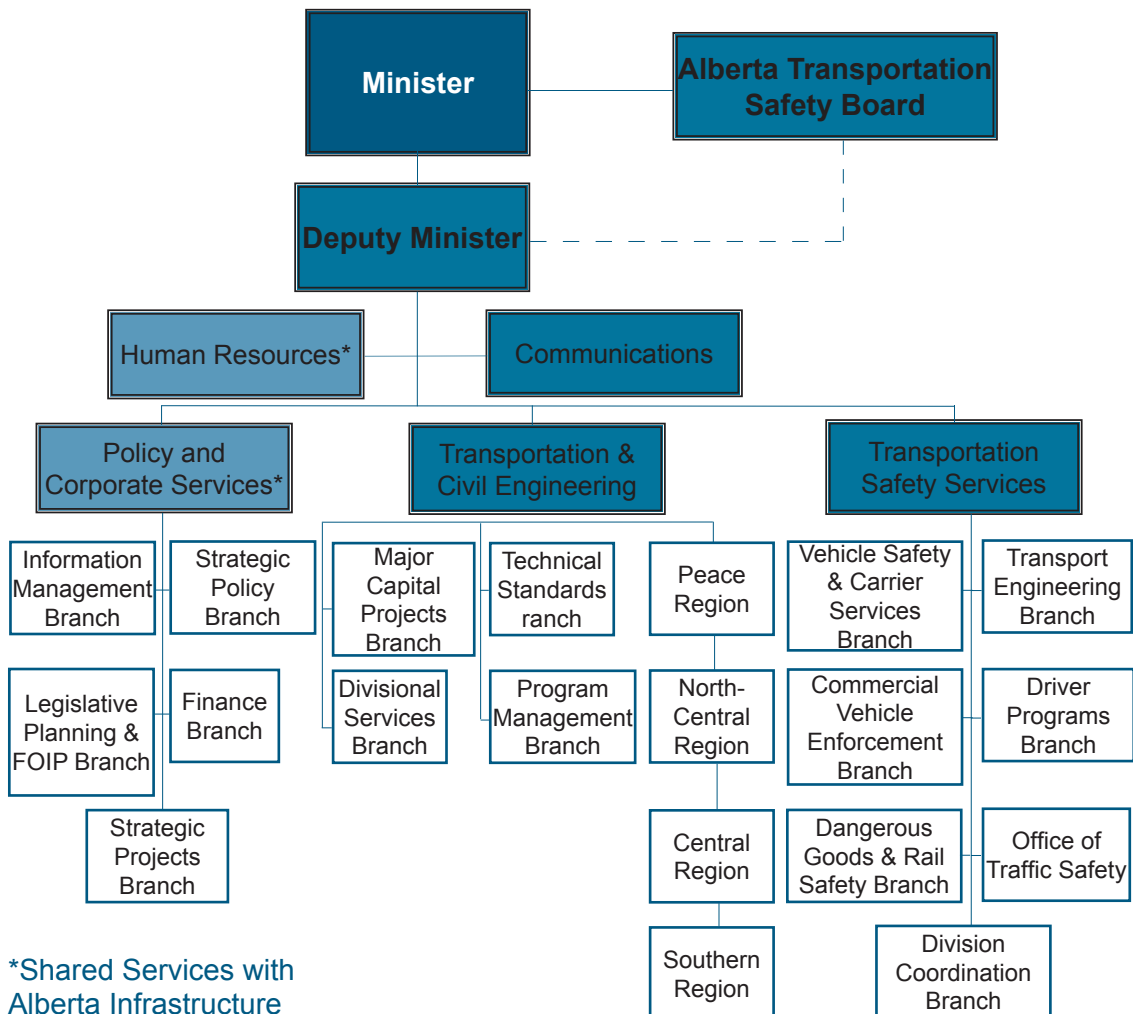 Minister
Alberta Transportation
Safety Board
Deputy Minister
Human Resources*
Communications
Policy and
Corporate Services*
Transportation &
Civil Engineering
Transportation
Safety Services
Information
Management
Branch
Strategic
Policy
Branch
Major
Capital
Projects
Branch
Technical
Standards
ranch
Peace
Region
Vehicle Safety
& Carrier
Services
Branch
Transport
Engineering
Branch
Legislative
Planning &
FOIP Branch
Finance
Branch
Divisional
Services
Branch
Program
Management
Branch
North-
Central
Region
Commercial
Vehicle
Enforcement
Branch
Driver
Programs
Branch
Strategic
Projects
Branch
Central
Region
Dangerous
Goods & Rail
Safety Branch
Office of
Traffic Safety
Southern
Region
Division
Coordination
Branch
*Shared Services with
Alberta Infrastructure